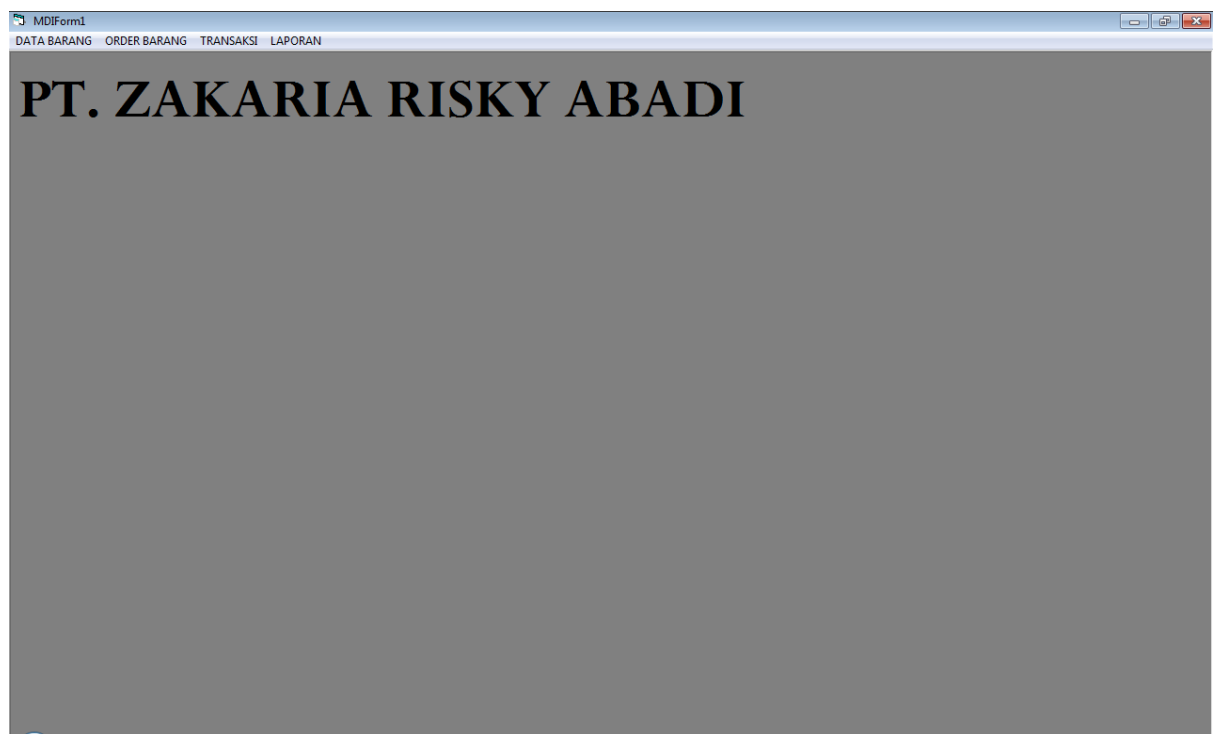 MDIForm1
DATA BARANG ORDER BARANG TRANSAKSI LAPORAN
PT. ZAKARIA RISKY ABADI